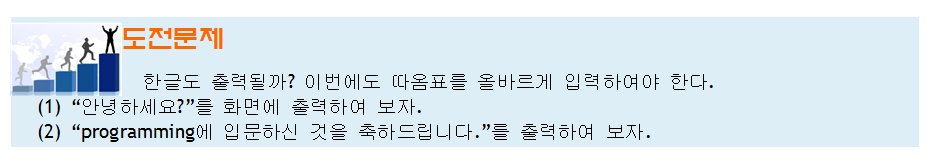 도전문제
한글도 출력될까? 이번에도 따옴표를 올바르게 입력하여야 한다.
(1) “안녕하세요?”를 화면에 출력하여 보자.
(2) “programming에 입문하신 것을 축하드립니다.”를 출력하여 보자.